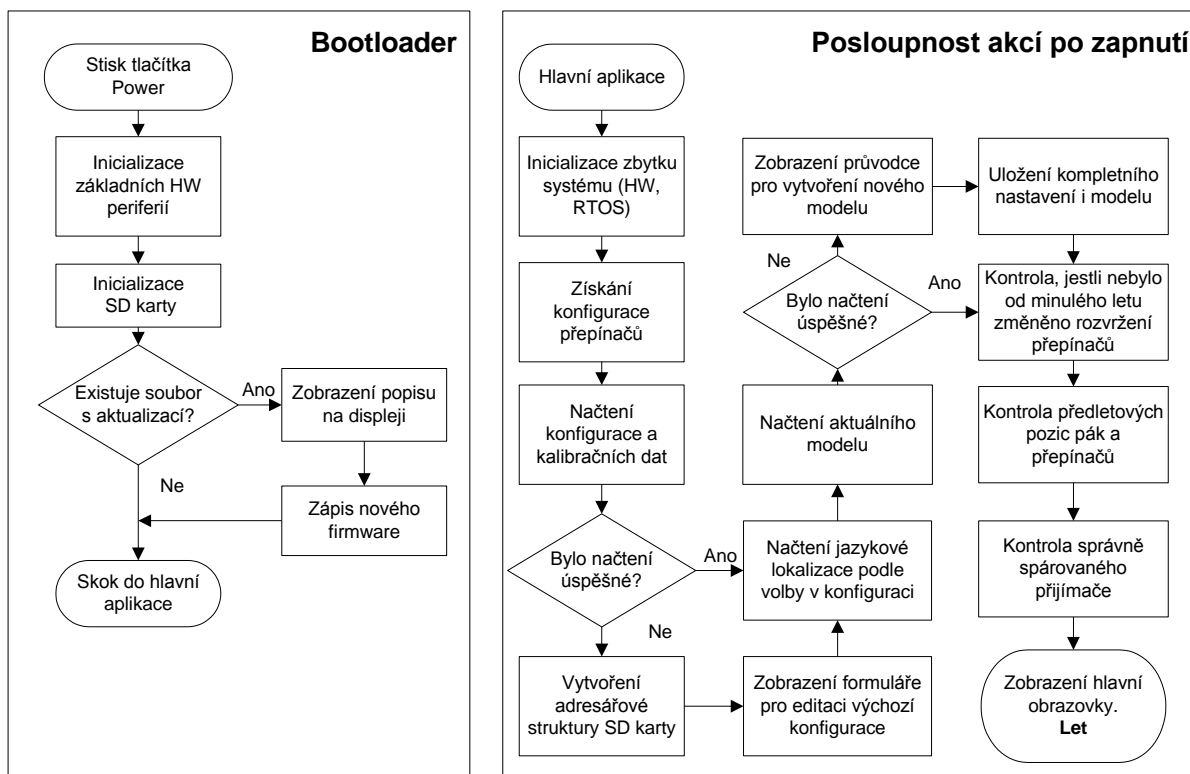 Bootloader
Stisk tlačítka
Power
Inicializace
základních HW
periferií
Inicializace
SD karty
Existuje soubor
s aktualizací?
Ano
Zobrazení popisu
na displeji
Ne
Zápis nového
firmware
Skok do hlavní
aplikace
Posloupnost akcí po zapnutí
Hlavní aplikace
Inicializace zbytku
systému (HW,
RTOS)
Získání
konfigurace
přepínačů
Načtení
konfigurace a
kalibračních dat
Bylo načtení
úspěšné?
Ano
Ne
Vytvoření
adresářové
struktury SD karty
Zobrazení formuláře
pro editaci výchozí
konfigurace
Načtení jazykové
lokalizace podle
volby v konfiguraci
Načtení aktuálního
modelu
Bylo načtení
úspěšné?
Ne
Ano
Zobrazení průvodce
pro vytvoření nového
modelu
Uložení kompletního
nastavení i modelu
Kontrola, jestli nebylo
od minulého letu
změněno rozvržení
přepínačů
Kontrola předletových
pozic pák a
přepínačů
Kontrola správně
spárovaného
přijímače
Zobrazení hlavní
obrazovky.
Let